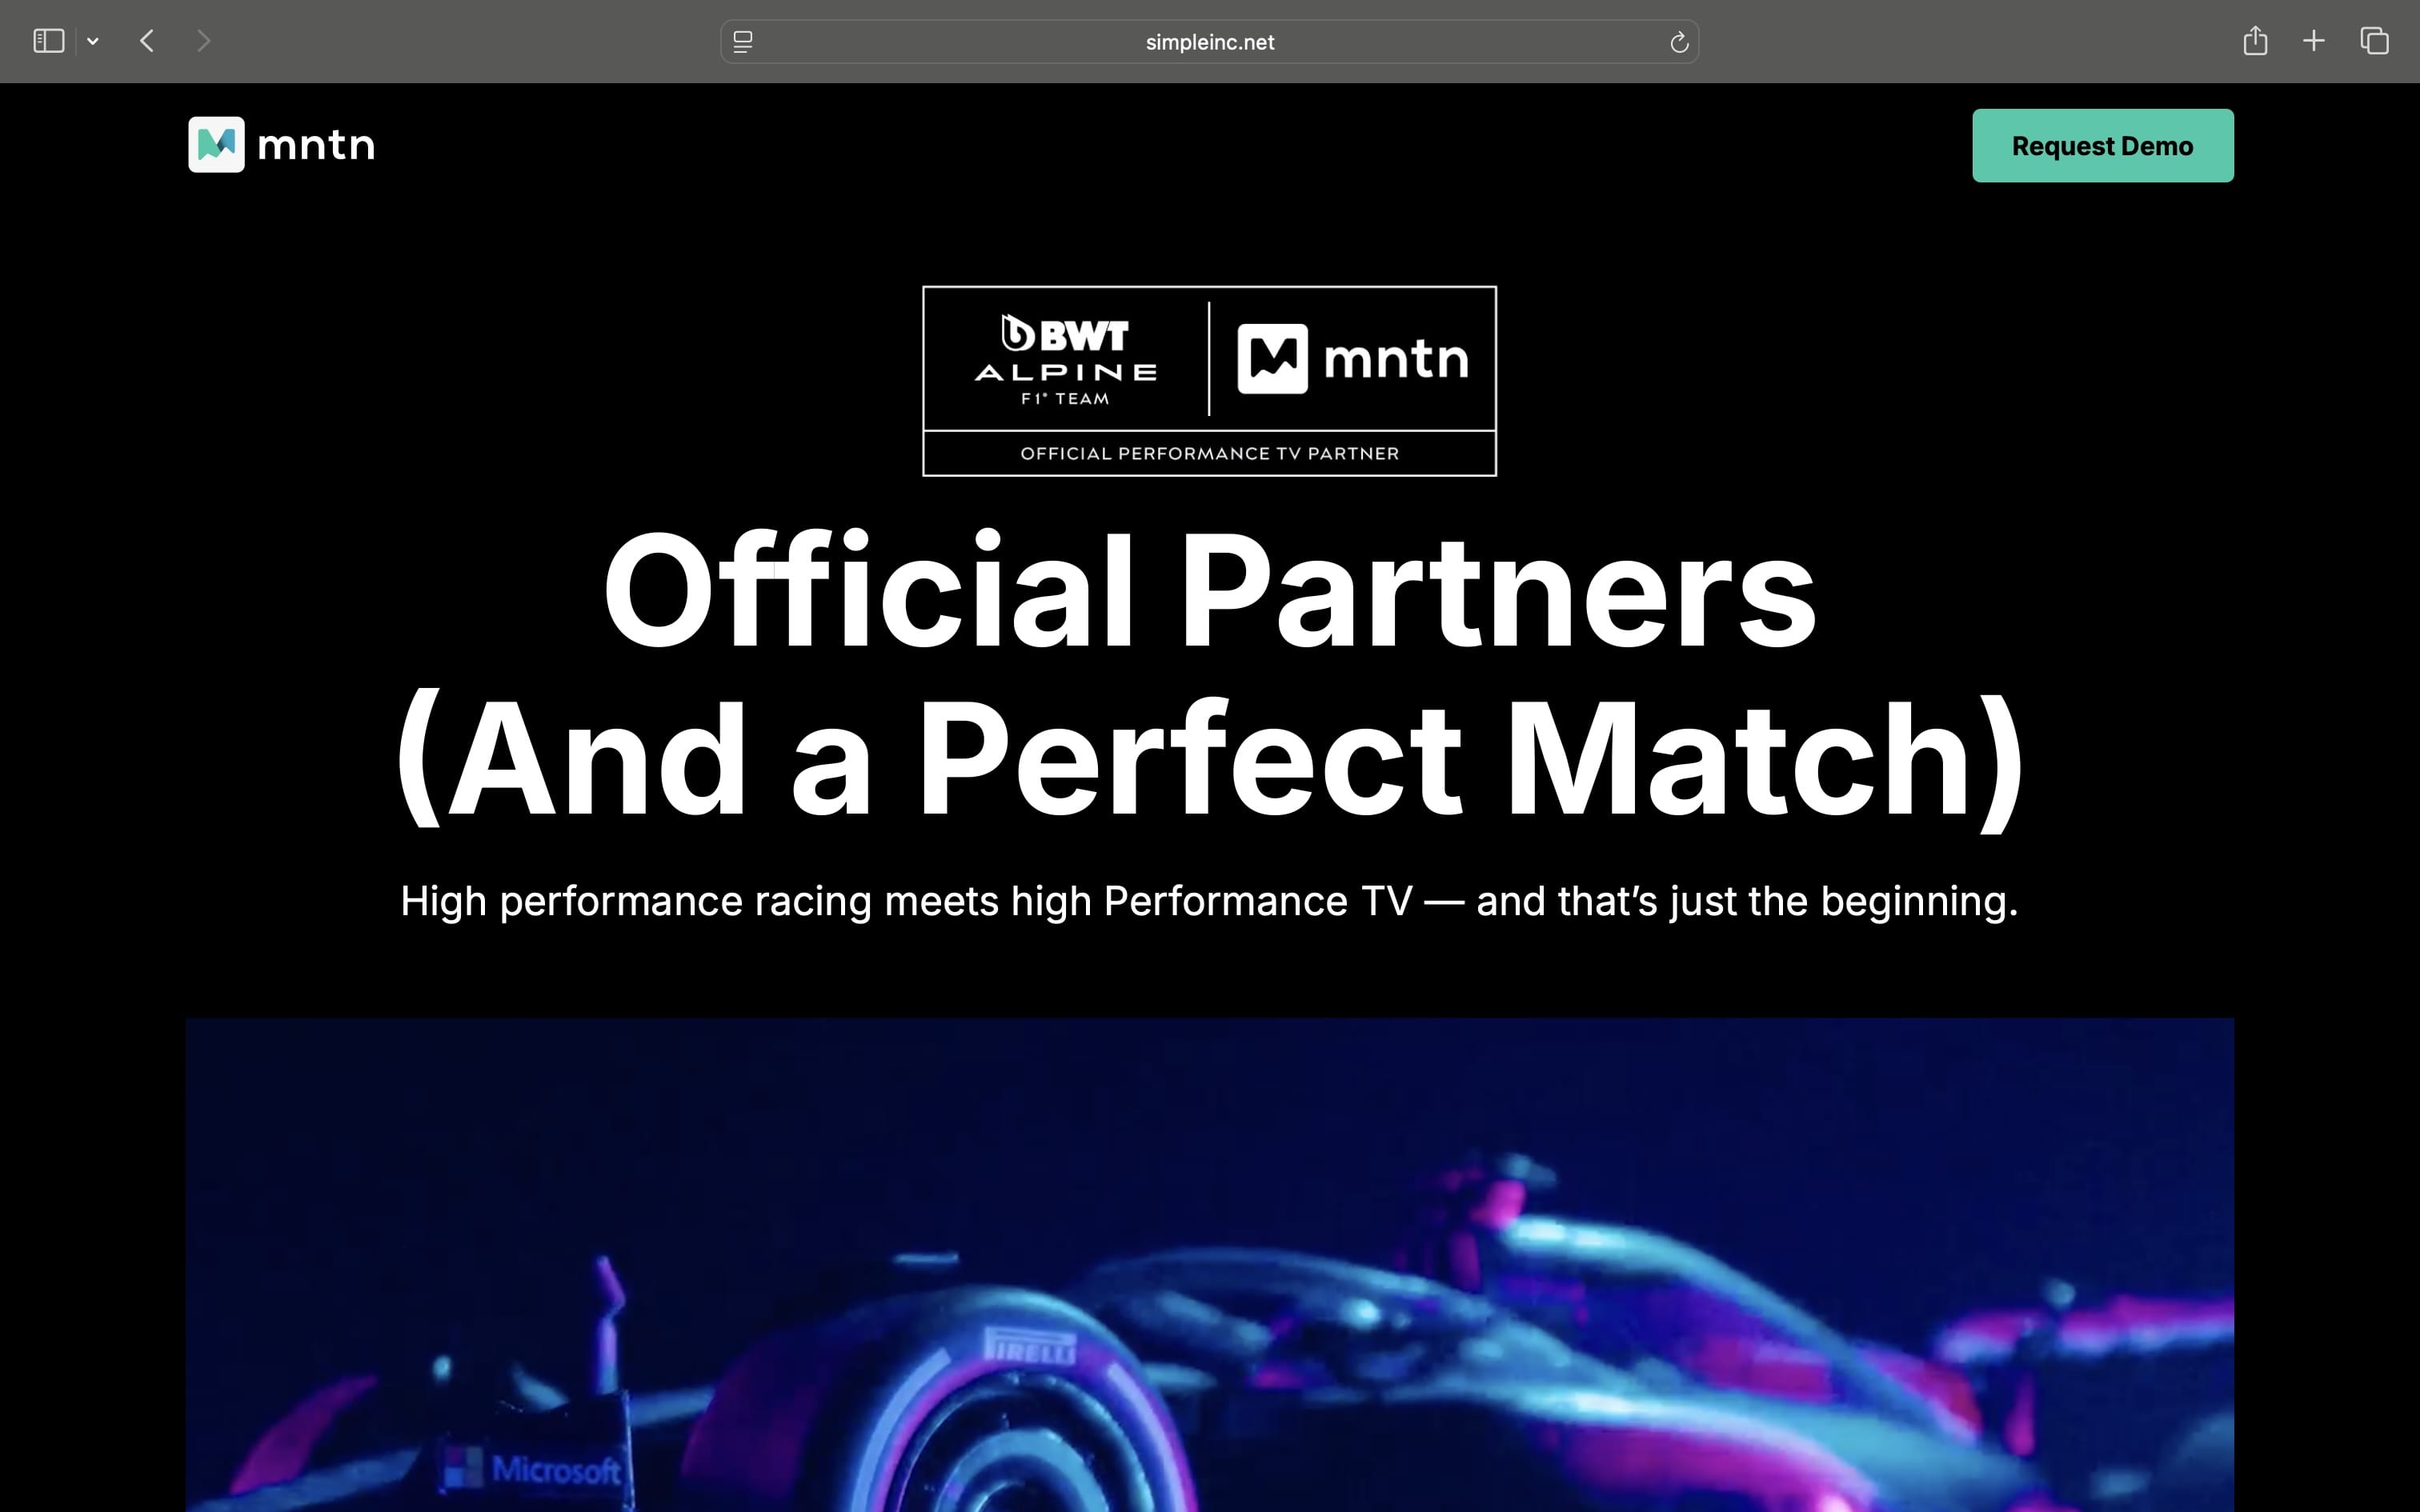 simpleinc.net
mntn
Request Demo
BWT
ALPINE
F1® TEAM
mntn
OFFICIAL PERFORMANCE TV PARTNER
Official Partners
(And a Perfect Match)
High performance racing meets high Performance TV — and that’s just the beginning.
PIRELLI
Microsoft